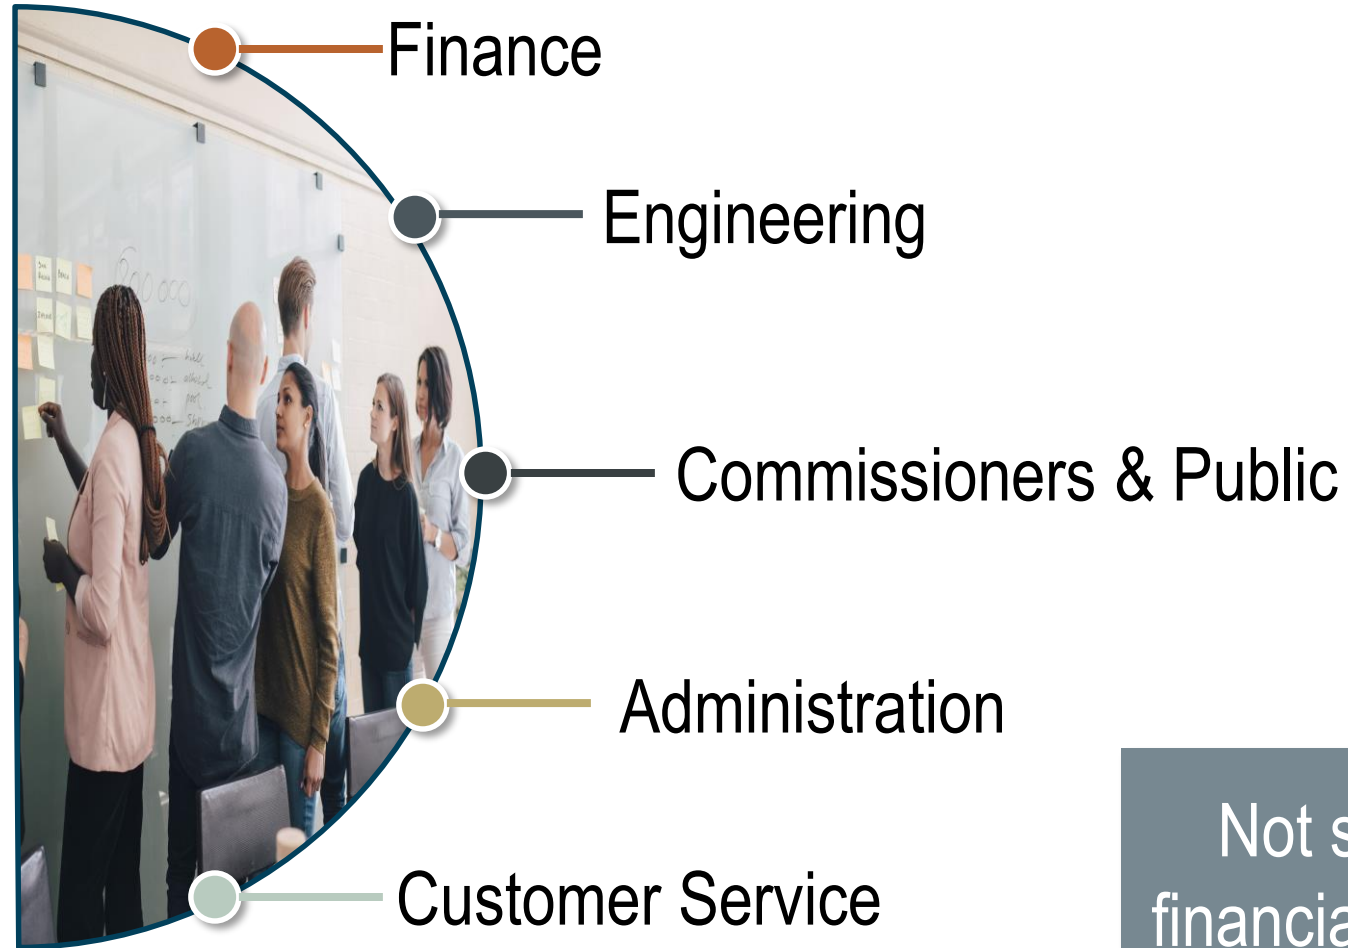 Finance
Engineering
Commissioners & Public
Administration
Not
Customer Service